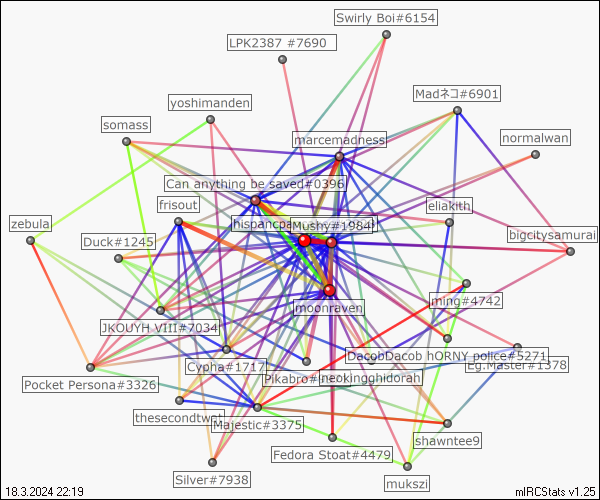 Swirly Boi#6154
LPK2387 #7690
Madネコ#6901
yoshimanden
somass
marcemadness
normalwan
Can anything be saved#0396
frisout
eliakith
zebula
Mushy#1984
Duck#1245
bigcitysamurai
ming#4742
moonraven
JKOUYH VIII#7034
DacobDacob hORNY police#5271
Cypha#1717
Eg.Master#1378
Pocket Persona#3326
neokingghidorah
thesecondtwat
Majestic#3375
shawntee9
Fedora Stoat#4479
Silver#7938
mukszi
18.3.2024 22:19
mIRCStats v1.25